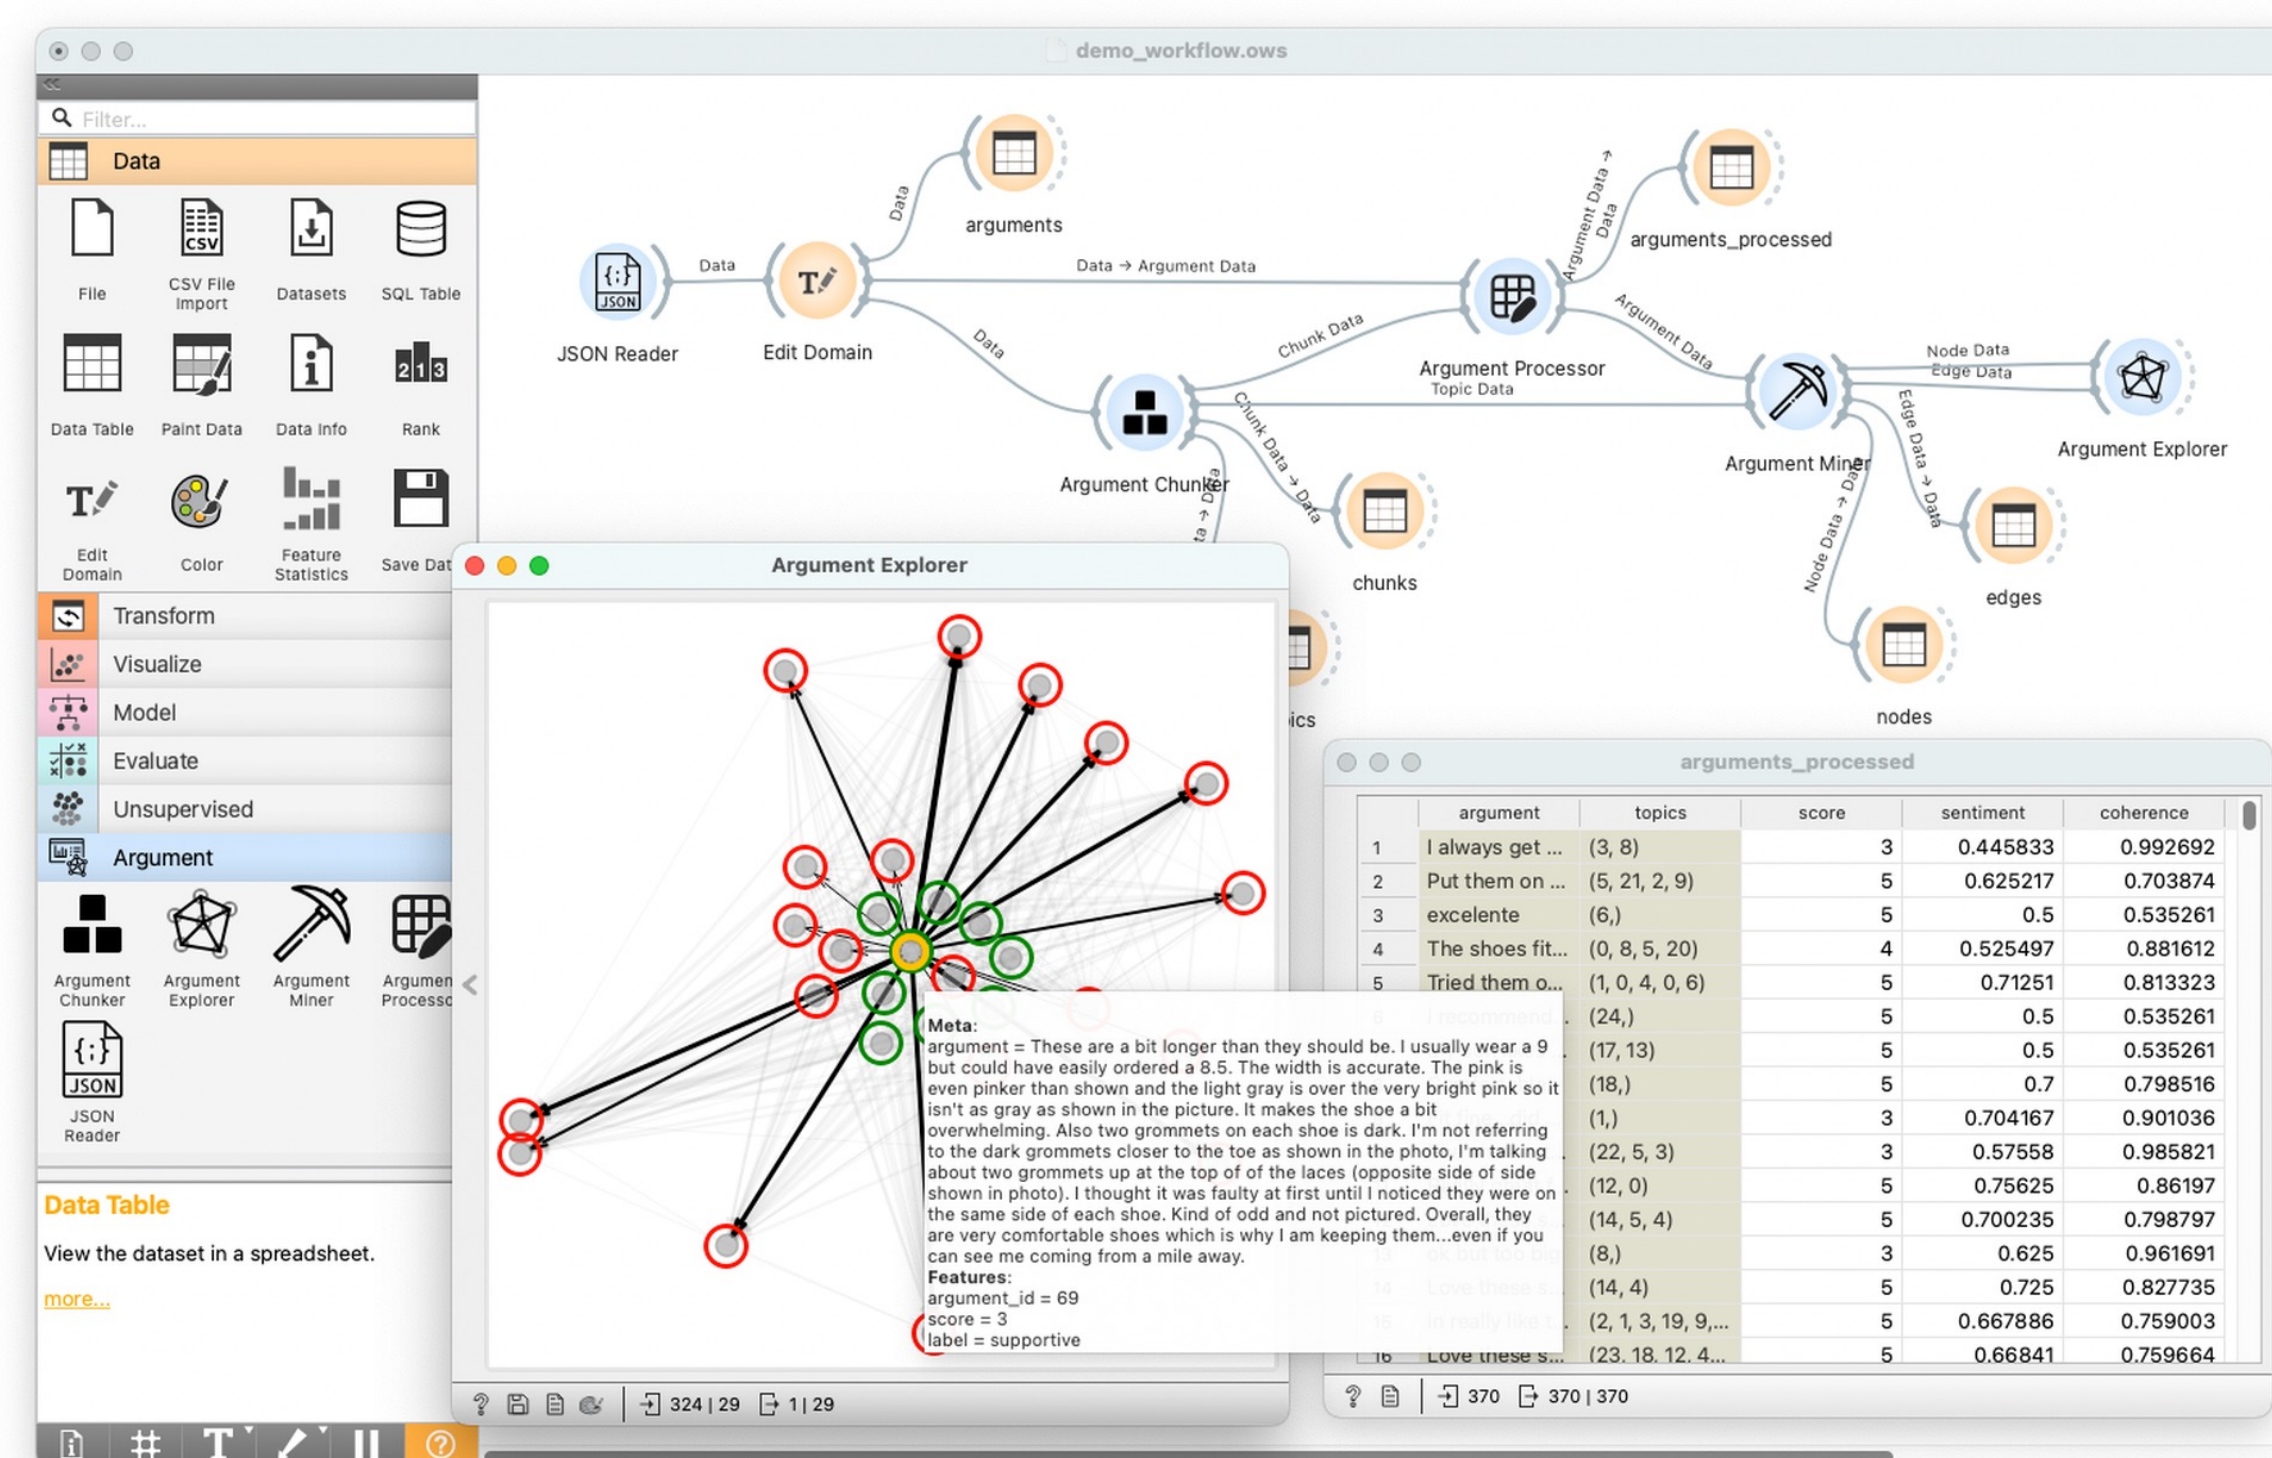 demo_workflow.ows
Filter...
Data
File
CSV
CSV File
Import
Datasets
SQL Table
Data Table
Paint Data
Data Info
213
Rank
Edit
Domain
Color
Feature
Statistics
Save Dat
Transform
Visualize
Model
Evaluate
Unsupervised
Argument
Argument
Chunker
Argument
Explorer
Argument
Miner
Argumen
Processo
JSON
JSON
Reader
Data Table
View the dataset in a spreadsheet.
more...
JSON
JSON Reader
Data
Edit Domain
Data
arguments
Data → Argument Data
Data
Argument Chunker
Chunk Data
Topic Data
Chunk Data → Data
chunks
ata → Data
pics
Argument Processor
Argument Data →
Data
arguments_processed
Argument Data
Argument Miner
Node Data
Edge Data
Argument Explorer
Edge Data → Data
edges
Node Data → Data
nodes
Argument Explorer
Meta:
argument = These are a bit longer than they should be. I usually wear a 9
but could have easily ordered a 8.5. The width is accurate. The pink is
even pinker than shown and the light gray is over the very bright pink so it
isn't as gray as shown in the picture. It makes the shoe a bit
overwhelming. Also two grommets on each shoe is dark. I'm not referring
to the dark grommets closer to the toe as shown in the photo, I'm talking
about two grommets up at the top of of the laces (opposite side of side
shown in photo). I thought it was faulty at first until I noticed they were on
the same side of each shoe. Kind of odd and not pictured. Overall, they
are very comfortable shoes which is why I am keeping them...even if you
can see me coming from a mile away.
Features:
argument_id = 69
score = 3
label = supportive
324 | 29
1 | 29
arguments_processed
argument topics score sentiment coherence
1 I always get ... (3, 8) 3 0.445833 0.992692
2 Put them on ... (5, 21, 2, 9) 5 0.625217 0.703874
3 excelente (6,) 5 0.5 0.535261
4 The shoes fit... (0, 8, 5, 20) 4 0.525497 0.881612
5 Tried them o... (1, 0, 4, 0, 6) 5 0.71251 0.813323
6 I recommend... (24,) 5 0.5 0.535261
(17, 13) 5 0.5 0.535261
(18,) 5 0.7 0.798516
(1,) 3 0.704167 0.901036
(22, 5, 3) 3 0.57558 0.985821
(12, 0) 5 0.75625 0.86197
(14, 5, 4) 5 0.700235 0.798797
13 ok but too big (8,) 3 0.625 0.961691
14 Love these s... (14, 4) 5 0.725 0.827735
15 (2, 1, 3, 19, 9,... 5 0.667886 0.759003
16 Love these s... (23, 18, 12, 4... 5 0.66841 0.759664
370
370 | 370